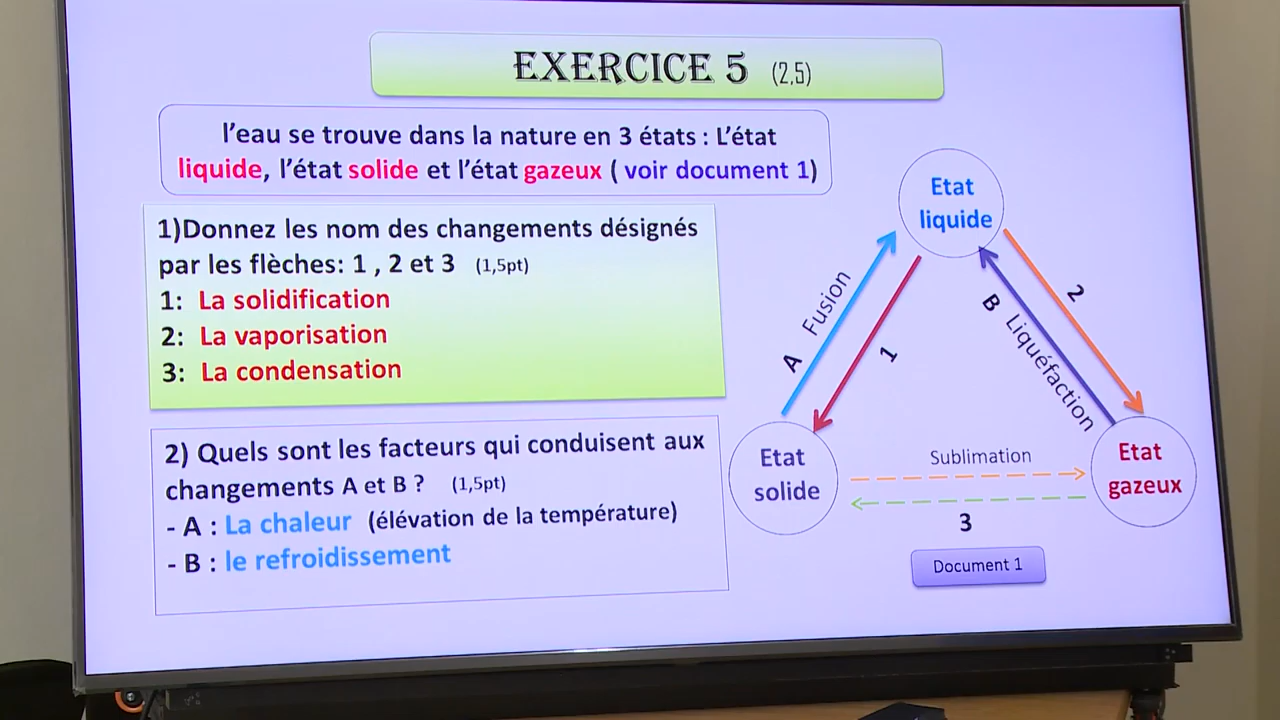 EXERCICE 5 (2,5)
l'eau se trouve dans la nature en 3 états : L'état
liquide, l'état solide et l'état gazeux ( voir document 1)
1)Donnez les nom des changements désignés
par les flèches: 1 , 2 et 3 (1,5pt)
1: La solidification
2: La vaporisation
3: La condensation
2) Quels sont les facteurs qui conduisent aux
changements A et B ? (1,5pt)
- A : La chaleur (élévation de la température)
- B : le refroidissement
Etat
liquide
A Fusion
1
B Liquéfaction
2
Etat
solide
Sublimation
3
Etat
gazeux
Document 1